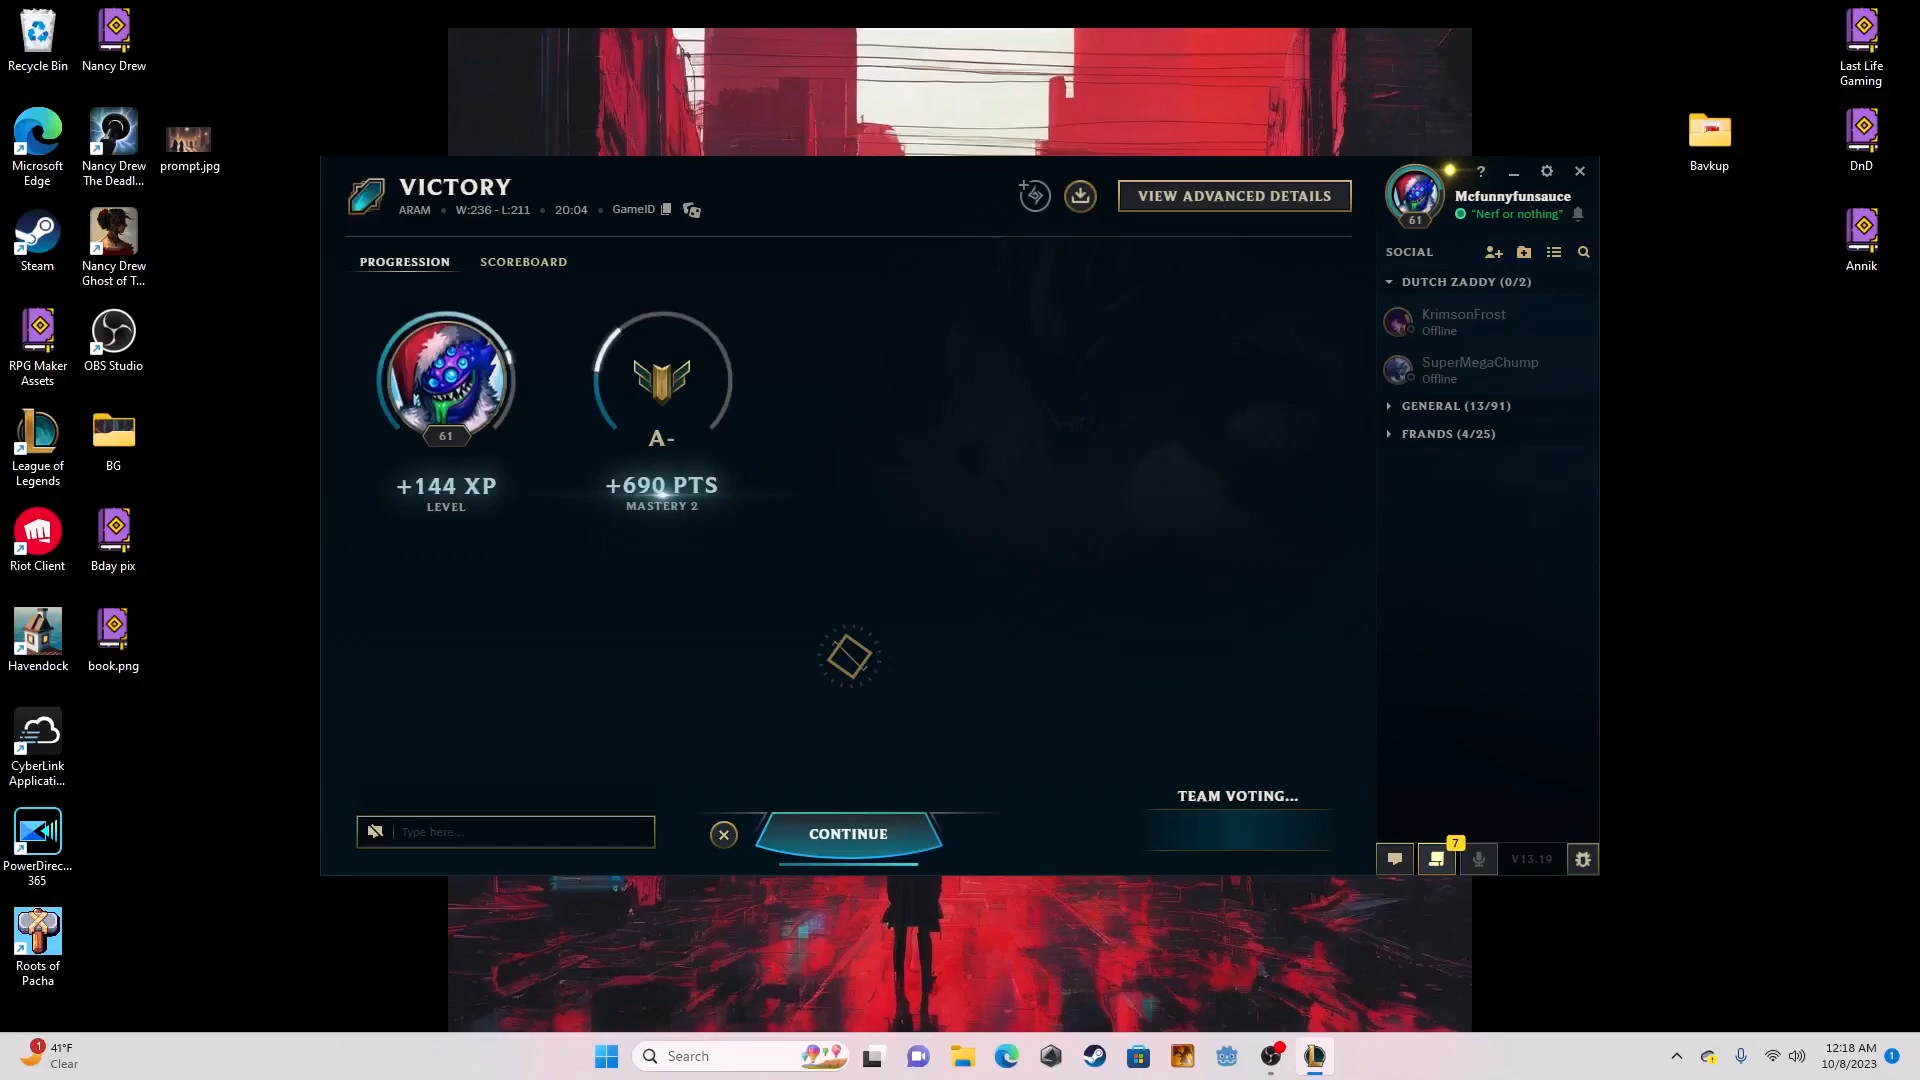 Recycle Bin
Nancy Drew
Microsoft
Edge
Nancy Drew
The Deadl...
prompt.jpg
Steam
Nancy Drew
Ghost of T...
RPG Maker
Assets
OBS Studio
League of
Legends
BG
Riot Client
Bday pix
Havendock
book.png
CyberLink
Applicati...
PowerDirec...
365
Roots of
Pacha
VICTORY
ARAM • W:236 - L:211 • 20:04 • GameID
VIEW ADVANCED DETAILS
PROGRESSION
SCOREBOARD
61
+144 XP
LEVEL
A-
+690 PTS
MASTERY 2
Type here...
CONTINUE
TEAM VOTING...
?
61
Mcfunnyfunsauce
"Nerf or nothing"
SOCIAL
DUTCH ZADDY (0/2)
KrimsonFrost
Offline
SuperMegaChump
Offline
GENERAL (13/91)
FRANDS (4/25)
7
V13.19
Last Life
Gaming
Bavkup
DnD
Annik
1
41°F
Clear
Search
12:18 AM
10/8/2023
1